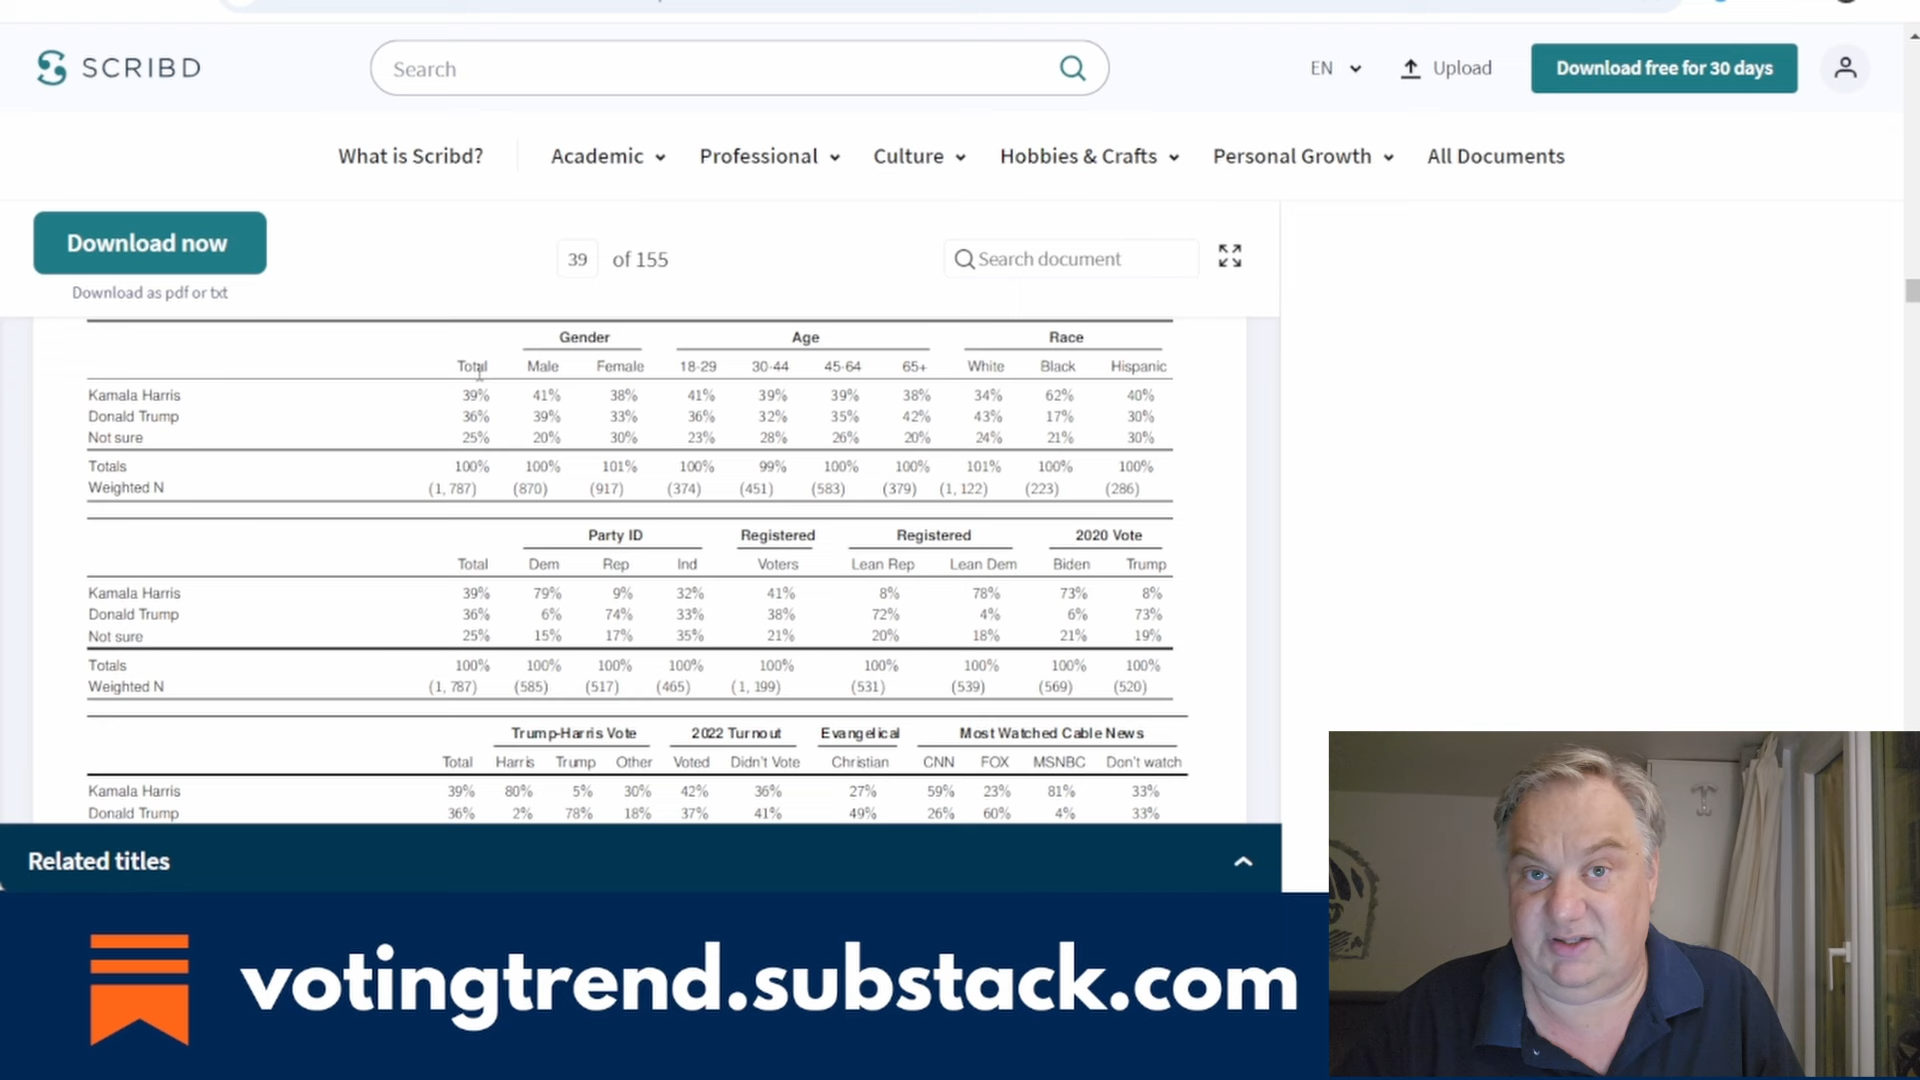 SCRIBD
Search
EN
Upload
Download free for 30 days
What is Scribd? Academic Professional Culture Hobbies & Crafts Personal Growth All Documents
Download now
39 of 155
Search document
Download as pdf or txt
Gender Age Race
Total Male Female 18-29 30-44 45-64 65+ White Black Hispanic
Kamala Harris 39% 41% 38% 41% 39% 39% 38% 34% 62% 40%
Donald Trump 36% 39% 33% 36% 32% 35% 42% 43% 17% 30%
Not sure 25% 20% 30% 23% 28% 26% 20% 24% 21% 30%
Totals 100% 100% 101% 100% 99% 100% 100% 101% 100% 100%
Weighted N (1, 787) (870) (917) (374) (451) (583) (379) (1, 122) (223) (286)
Party ID Registered Registered 2020 Vote
Total Dem Rep Ind Voters Lean Rep Lean Dem Biden Trump
Kamala Harris 39% 79% 9% 32% 41% 8% 78% 73% 8%
Donald Trump 36% 6% 74% 33% 38% 72% 4% 6% 73%
Not sure 25% 15% 17% 35% 21% 20% 18% 21% 19%
Totals 100% 100% 100% 100% 100% 100% 100% 100% 100%
Weighted N (1, 787) (585) (517) (465) (1, 199) (531) (539) (569) (520)
Trump-Harris Vote 2022 Turnout Evangelical Most Watched Cable News
Total Harris Trump Other Voted Didn't Vote Christian CNN FOX MSNBC Don't watch
Kamala Harris 39% 80% 5% 30% 42% 36% 27% 59% 23% 81% 33%
Donald Trump 36% 2% 78% 18% 37% 41% 49% 26% 60% 4% 33%
Related titles
votingtrend.substack.com